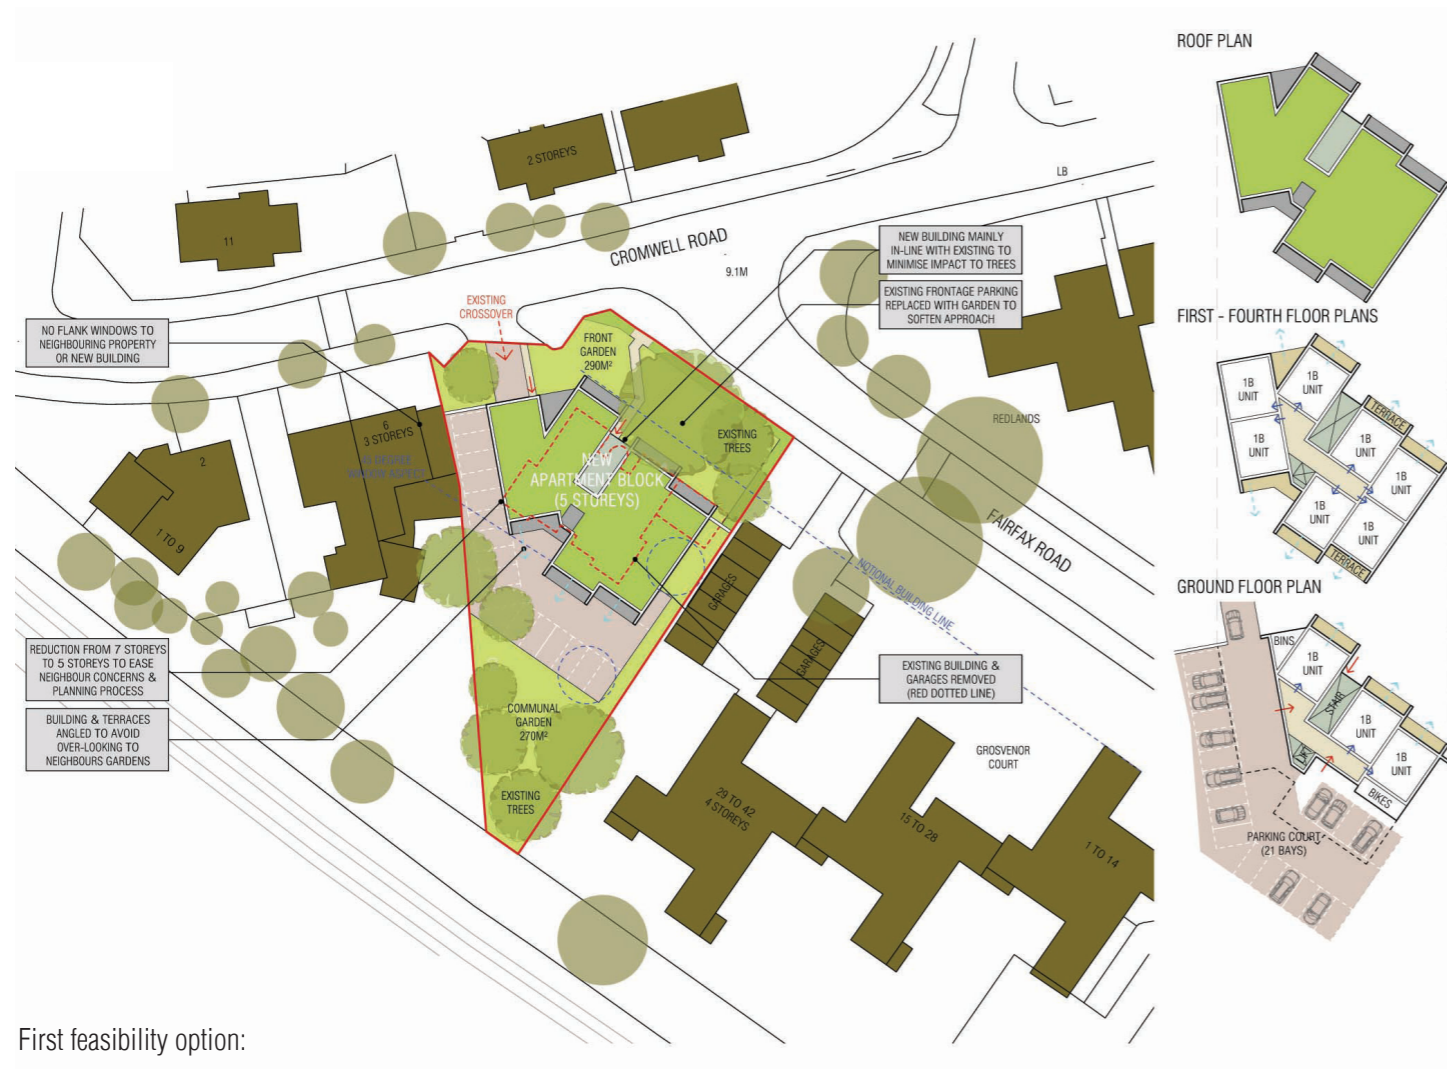 ROOF PLAN
2 STOREYS
11
CROMWELL ROAD
LB
9.1M
NEW BUILDING MAINLY
IN-LINE WITH EXISTING TO
MINIMISE IMPACT TO TREES
EXISTING FRONTAGE PARKING
REPLACED WITH GARDEN TO
SOFTEN APPROACH
EXISTING
CROSSOVER
NO FLANK WINDOWS TO
NEIGHBOURING PROPERTY
OR NEW BUILDING
FRONT
GARDEN
290M²
FIRST - FOURTH FLOOR PLANS
1B
UNIT
1B
UNIT
TERRACE
1B
UNIT
1B
UNIT
1B
UNIT
1B
UNIT
1B
UNIT
TERRACE
REDLANDS
6
3 STOREYS
2
1 TO 9
EXISTING
TREES
NEW
APARTMENT BLOCK
(5 STOREYS)
FAIRFAX ROAD
NOTIONAL BUILDING LINE
GARAGES
GARAGES
GROUND FLOOR PLAN
BINS
1B
UNIT
STAIR
1B
UNIT
1B
UNIT
LIFT
BIKES
PARKING COURT
(21 BAYS)
REDUCTION FROM 7 STOREYS
TO 5 STOREYS TO EASE
NEIGHBOUR CONCERNS &
PLANNING PROCESS
BUILDING & TERRACES
ANGLED TO AVOID
OVER-LOOKING TO
NEIGHBOURS GARDENS
EXISTING BUILDING &
GARAGES REMOVED
(RED DOTTED LINE)
COMMUNAL
GARDEN
270M²
EXISTING
TREES
GROSVENOR
COURT
29 TO 42
4 STOREYS
15 TO 28
1 TO 14
First feasibility option: